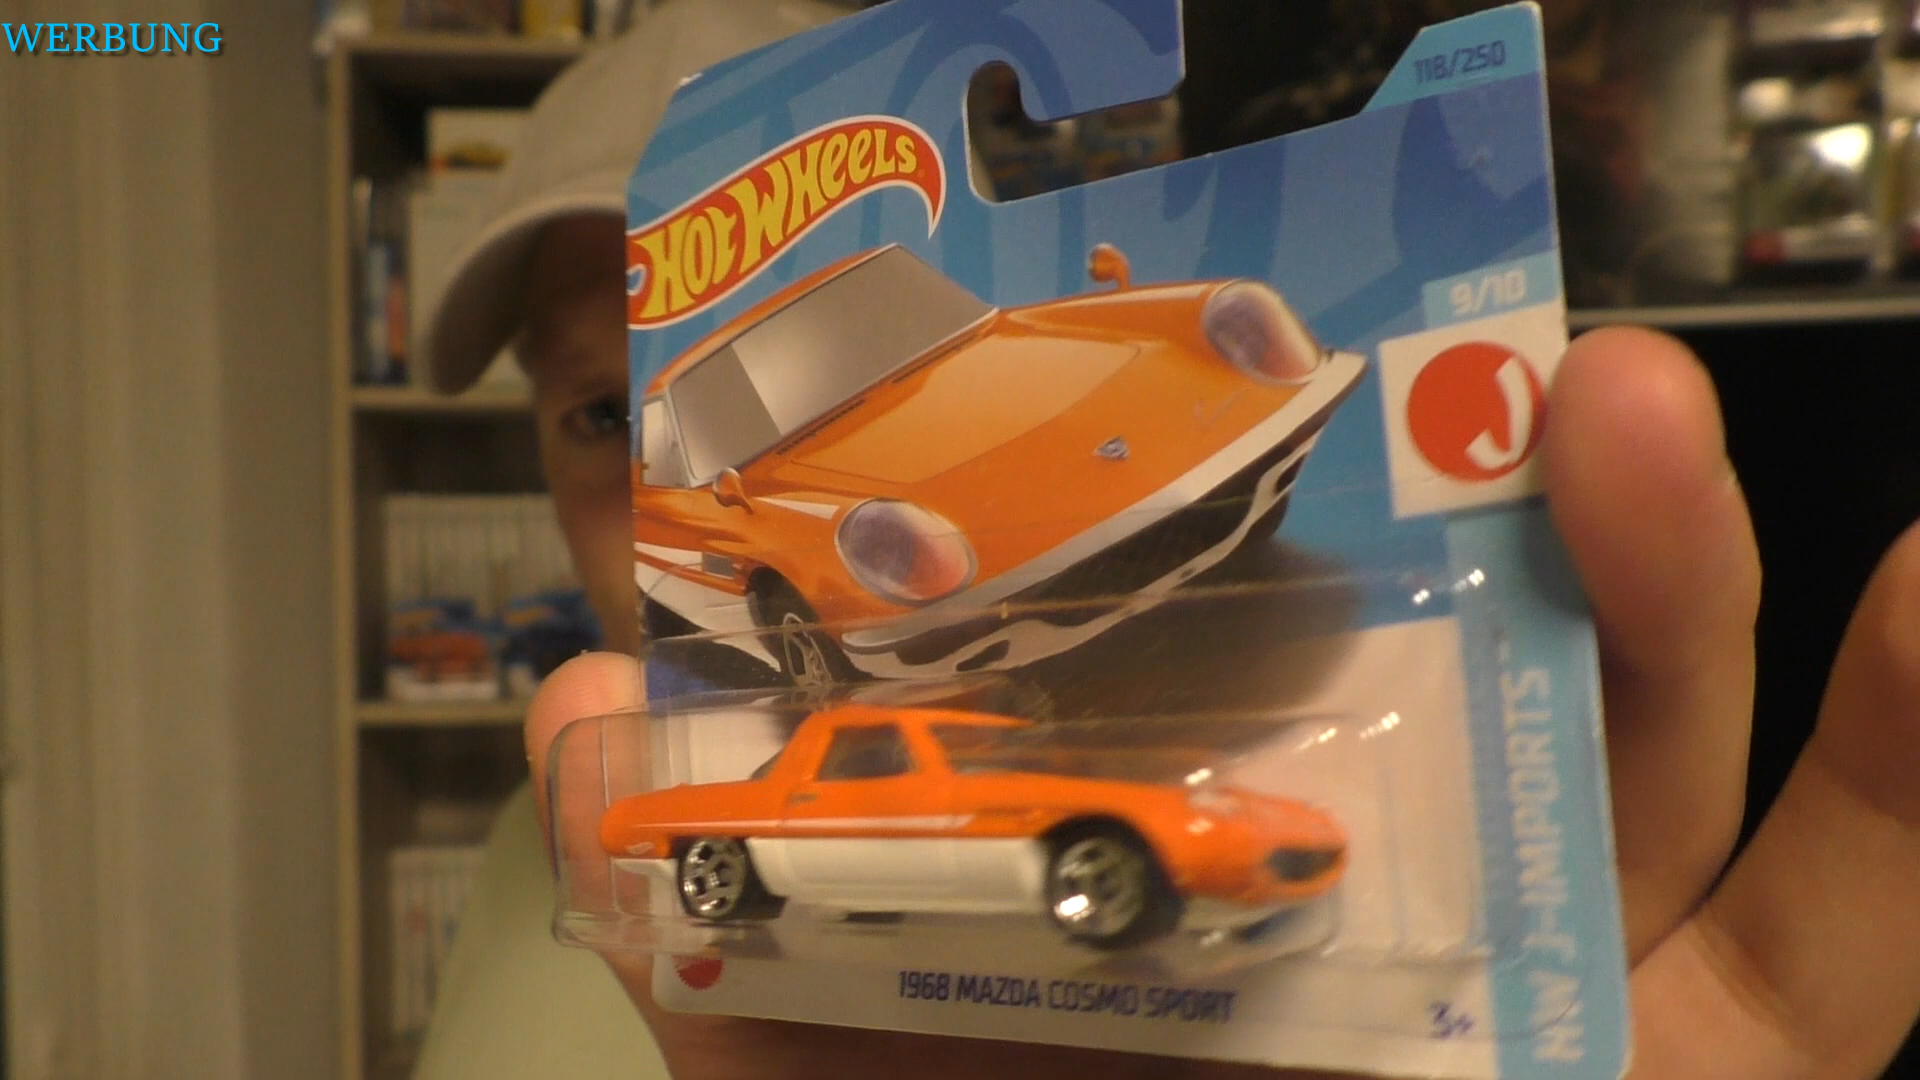 WERBUNG
118/250
HOT WHEELS
9/10
J
HW J-IMPORTS
1968 MAZDA COSMO SPORT
3+